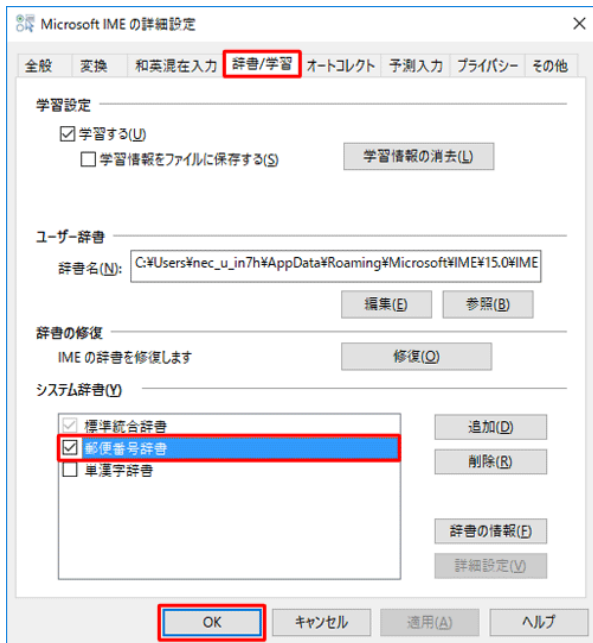 Microsoft IME の詳細設定
全般 変換 和英混在入力 辞書/学習 オートコレクト 予測入力 プライバシー その他
学習設定
学習する(U)
学習情報をファイルに保存する(S) 学習情報の消去(L)
ユーザー辞書
辞書名(N): C:¥Users¥nec_u_in7h¥AppData¥Roaming¥Microsoft¥IME¥15.0¥IME
編集(E) 参照(B)
辞書の修復
IME の辞書を修復します 修復(O)
システム辞書(Y)
標準統合辞書 追加(D)
郵便番号辞書
単漢字辞書 削除(R)
辞書の情報(F)
詳細設定(V)
OK キャンセル 適用(A) ヘルプ